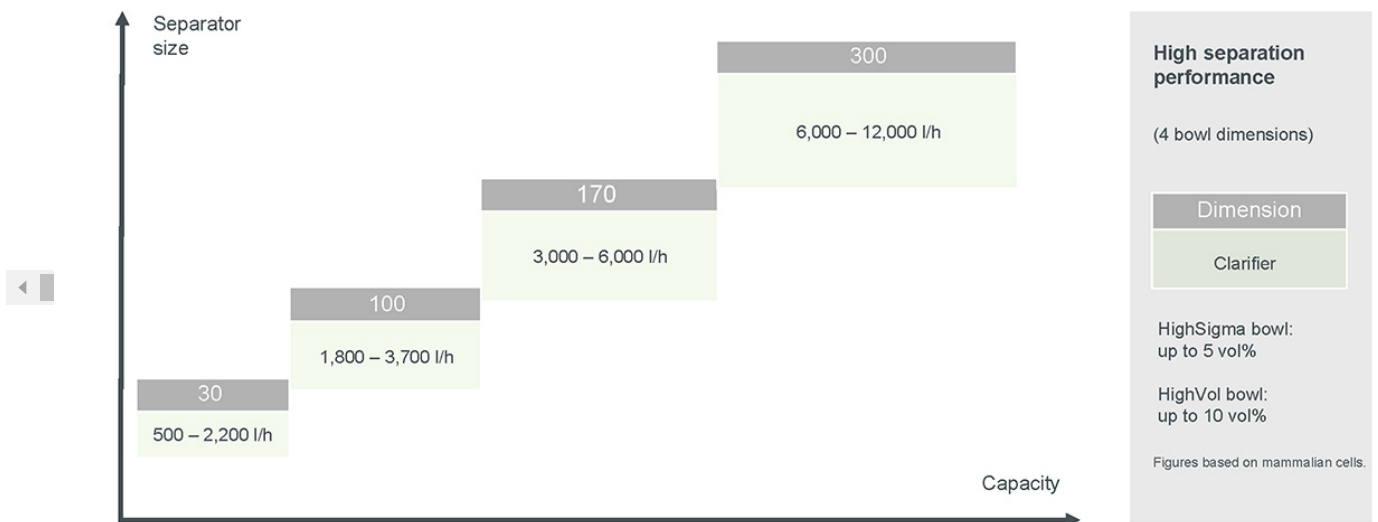 Separator
size
300
6,000 – 12,000 l/h
170
3,000 – 6,000 l/h
100
1,800 – 3,700 l/h
30
500 – 2,200 l/h
Capacity
High separation
performance
(4 bowl dimensions)
Dimension
Clarifier
HighSigma bowl:
up to 5 vol%
HighVol bowl:
up to 10 vol%
Figures based on mammalian cells.